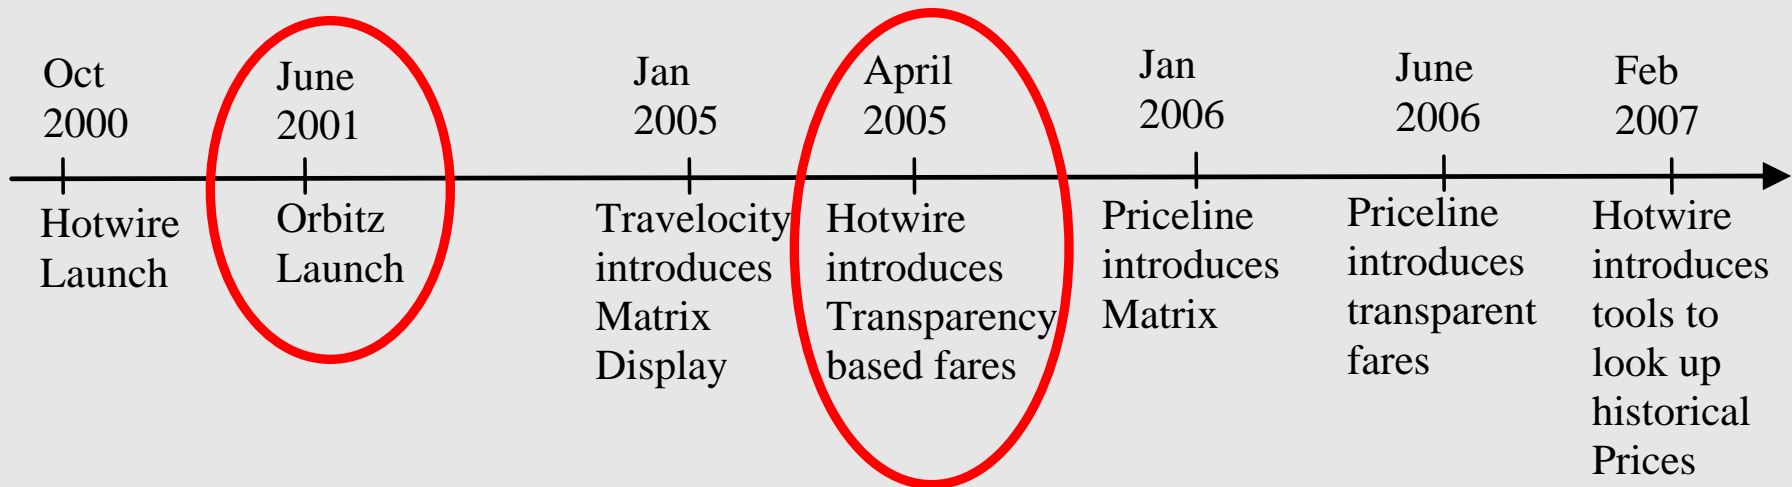 Oct
2000
June
2001
Jan
2005
April
2005
Jan
2006
June
2006
Feb
2007
Hotwire
Launch
Orbitz
Launch
Travelocity
introduces
Matrix
Display
Hotwire
introduces
Transparency
based fares
Priceline
introduces
Matrix
Priceline
introduces
transparent
fares
Hotwire
introduces
tools to
look up
historical
Prices